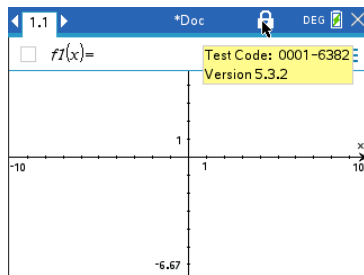 1.1 *Doc DEG
f1(x)=
Test Code: 0001-6382
Version 5.3.2
1
x
-10 1 10
-6.67